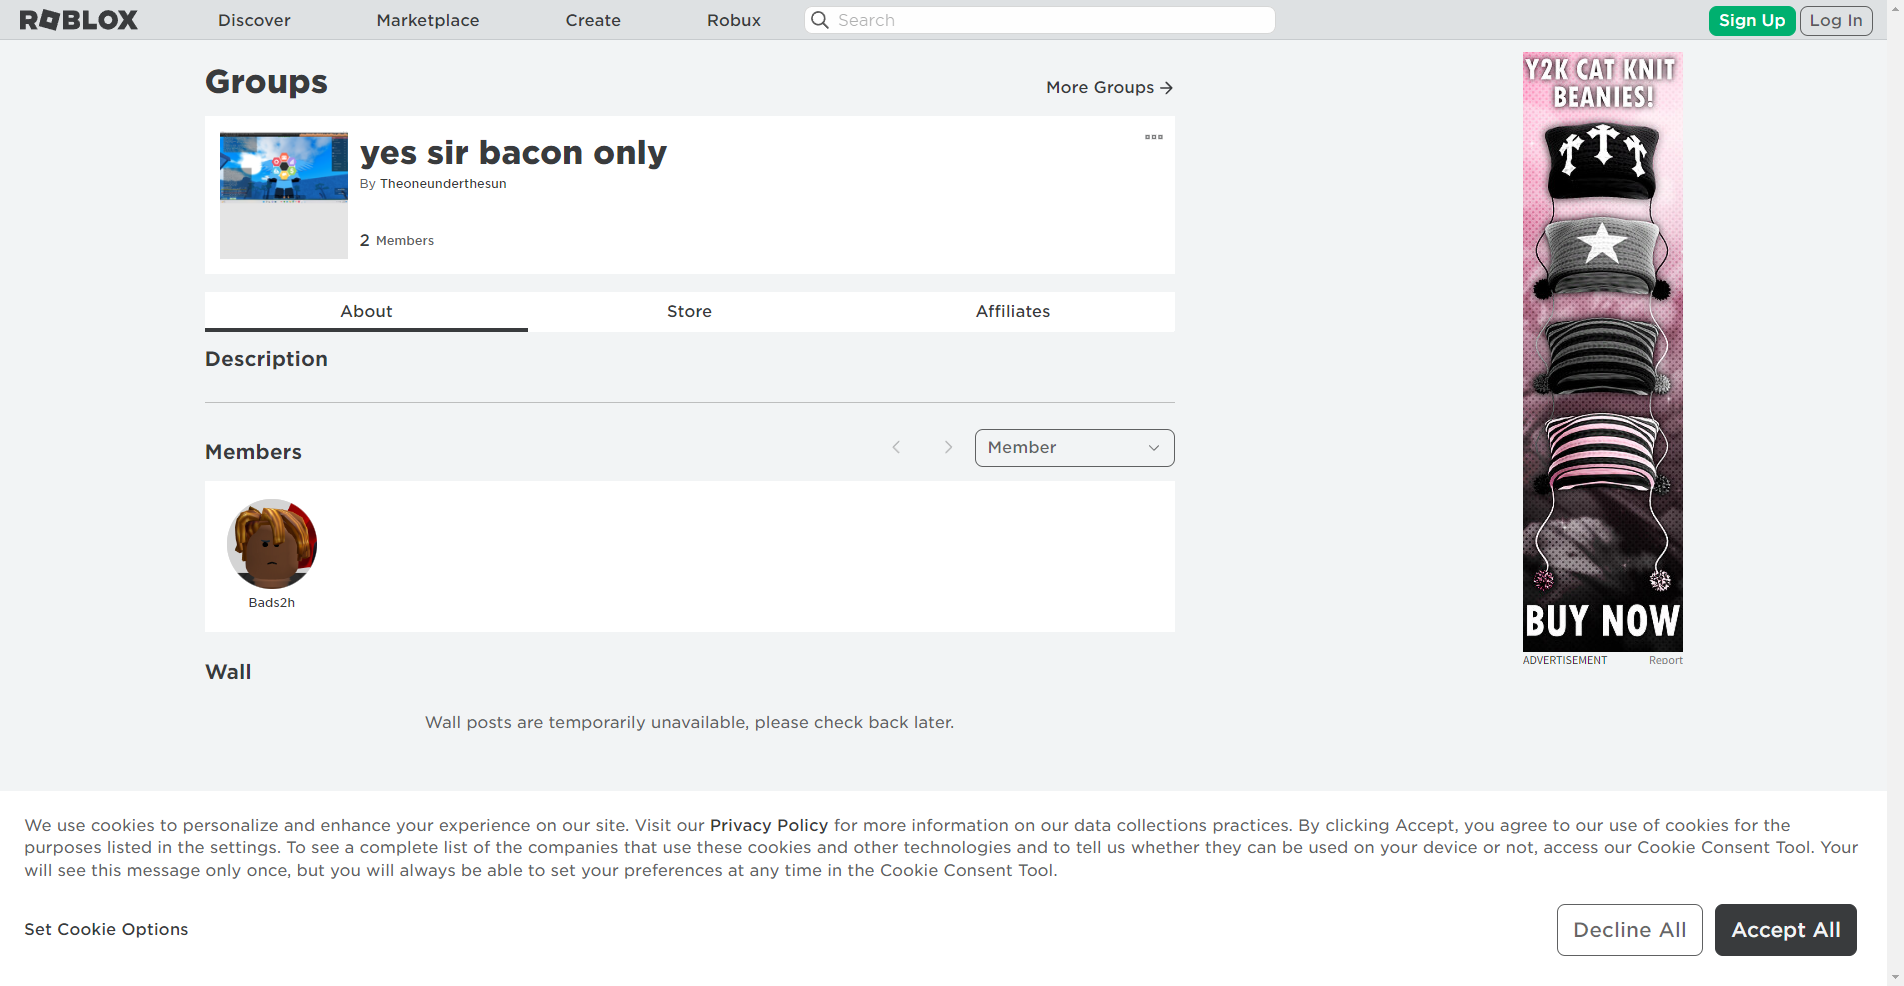 ROBLOX
Discover
Marketplace
Create
Robux
Search
Sign Up
Log In
Groups
More Groups
yes sir bacon only
By Theoneunderthesun
2 Members
About
Store
Affiliates
Description
Members
Member
Bads2h
Wall
Wall posts are temporarily unavailable, please check back later.
Y2K CAT KNIT
BEANIES!
BUY NOW
ADVERTISEMENT
Report
We use cookies to personalize and enhance your experience on our site. Visit our Privacy Policy for more information on our data collections practices. By clicking Accept, you agree to our use of cookies for the
purposes listed in the settings. To see a complete list of the companies that use these cookies and other technologies and to tell us whether they can be used on your device or not, access our Cookie Consent Tool. Your
will see this message only once, but you will always be able to set your preferences at any time in the Cookie Consent Tool.
Set Cookie Options
Decline All
Accept All